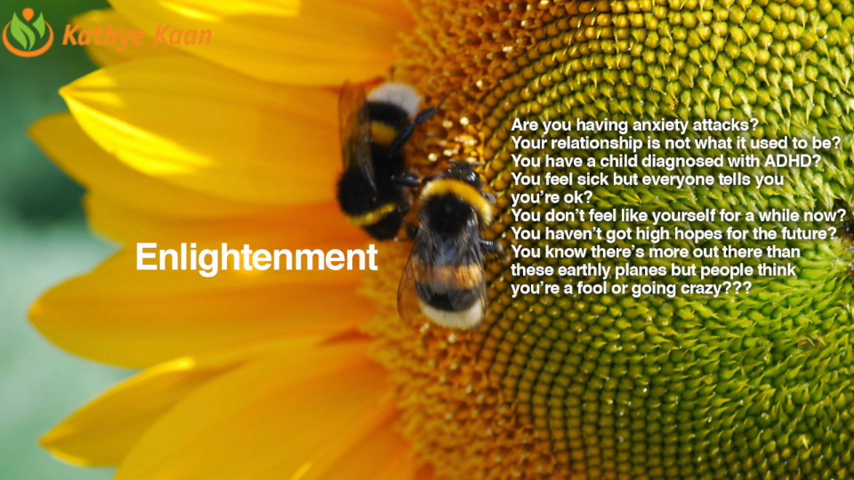 Kathye Kaan
Are you having anxiety attacks?
Your relationship is not what it used to be?
You have a child diagnosed with ADHD?
You feel sick but everyone tells you
you're ok?
You don't feel like yourself for a while now?
You haven't got high hopes for the future?
You know there's more out there than
these earthly planes but people think
you're a fool or going crazy???
Enlightenment